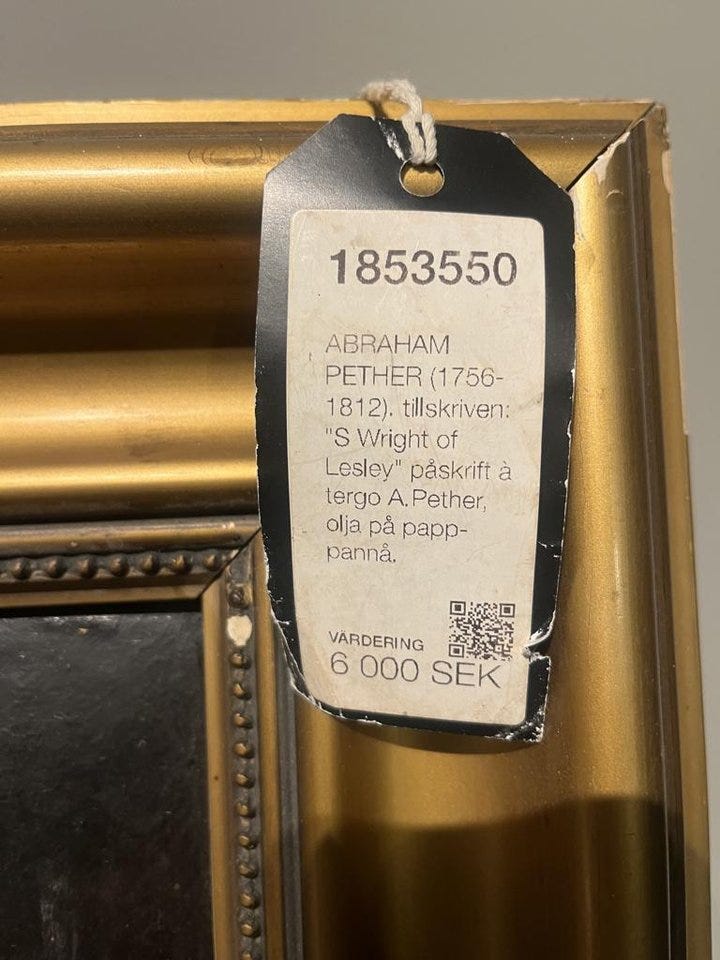 1853550
ABRAHAM
PETHER (1756-
1812). tillskriven:
"S Wright of
Lesley" påskrift à
tergo A.Pether,
olja på papp-
pannå.
VÄRDERING
6 000 SEK